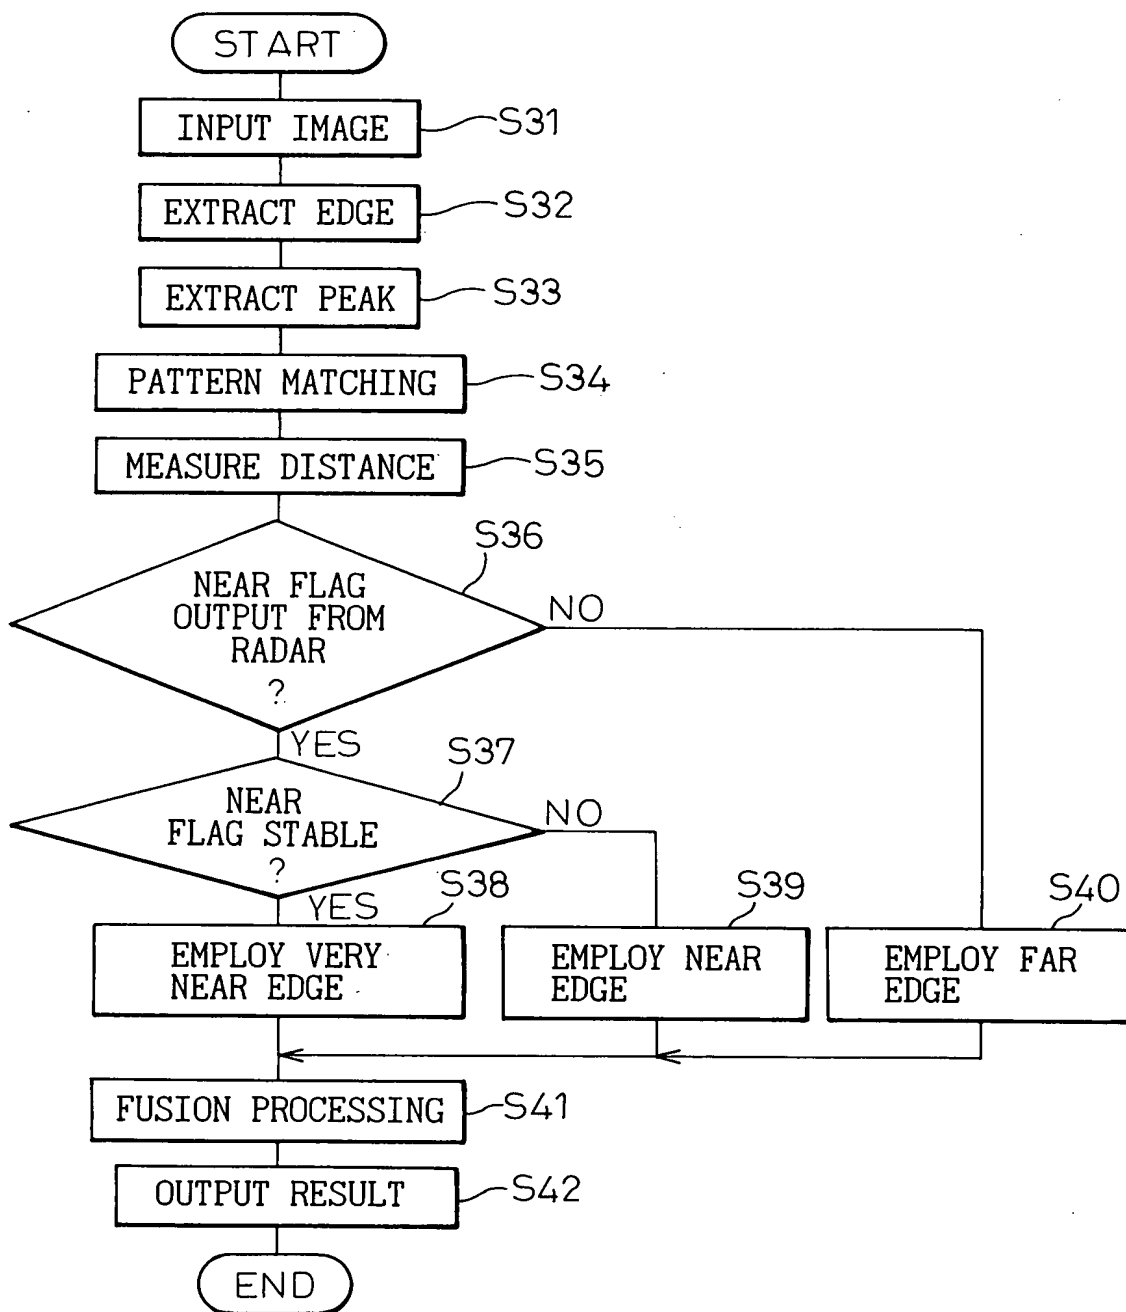 START
INPUT IMAGE
S31
EXTRACT EDGE
S32
EXTRACT PEAK
S33
PATTERN MATCHING
S34
MEASURE DISTANCE
S35
S36
NEAR FLAG
OUTPUT FROM
RADAR
?
NO
YES
S37
NEAR
FLAG STABLE
?
NO
YES
S38
EMPLOY VERY
NEAR EDGE
S39
EMPLOY NEAR
EDGE
S40
EMPLOY FAR
EDGE
FUSION PROCESSING
S41
OUTPUT RESULT
S42
END